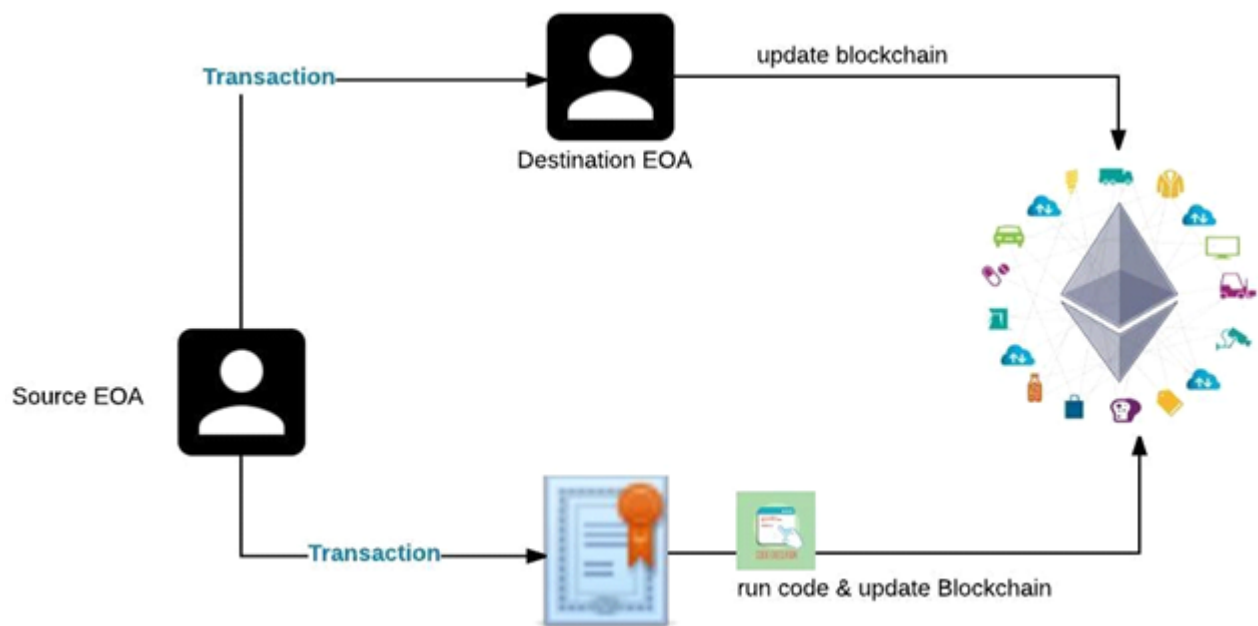 Transaction
update blockchain
Destination EOA
Source EOA
Transaction
run code & update Blockchain